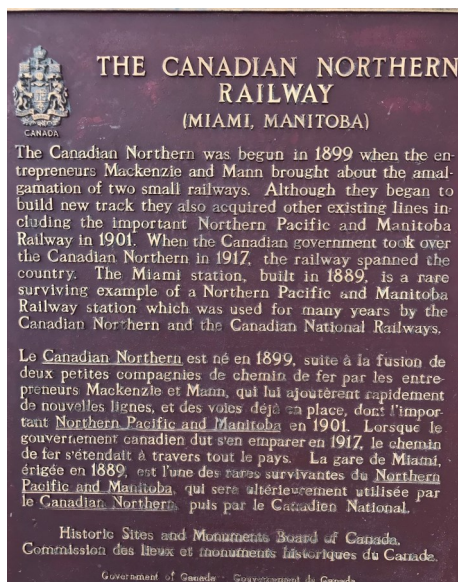 THE CANADIAN NORTHERN
RAILWAY
(MIAMI, MANITOBA)
CANADA
The Canadian Northern was begun in 1899 when the en-
trepreneurs Mackenzie and Mann brought about the amal-
gamation of two small railways. Although they began to
build new track they also acquired other existing lines in-
cluding the important Northern Pacific and Manitoba
Railway in 1901. When the Canadian government took over
the Canadian Northern in 1917, the railway spanned the
country. The Miami station, built in 1889, is a rare
surviving example of a Northern Pacific and Manitoba
Railway station which was used for many years by the
Canadian Northern and the Canadian National Railways.
Le Canadian Northern est né en 1899, suite à la fusion de
deux petites compagnies de chemin de fer par les entre-
preneurs Mackenzie et Mann, qui lui ajoutèrent rapidement
de nouvelles lignes, et des voies déjà en place, dont l'impor-
tant Northern Pacific and Manitoba en 1901. Lorsque le
gouvernement canadien dut s'en emparer en 1917, le chemin
de fer s'étendait à travers tout le pays. La gare de Miami,
érigée en 1889, est l'une des rares survivantes du Northern
Pacific and Manitoba, qui sera ultérieurement utilisée par
le Canadian Northern, puis par le Canadien National.
Historic Sites and Monuments Board of Canada.
Commission des lieux et monuments historiques du Canada.
Government of Canada - Gouvernement du Canada